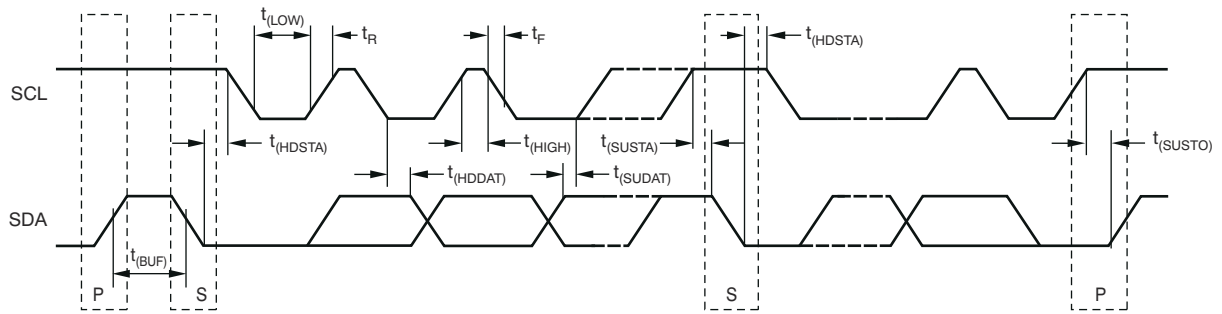 t(LOW)
tR
tF
t(HDSTA)
SCL
t(HDSTA)
t(HIGH)
t(SUSTA)
t(SUSTO)
t(HDDAT)
t(SUDAT)
SDA
t(BUF)
P
S
S
P